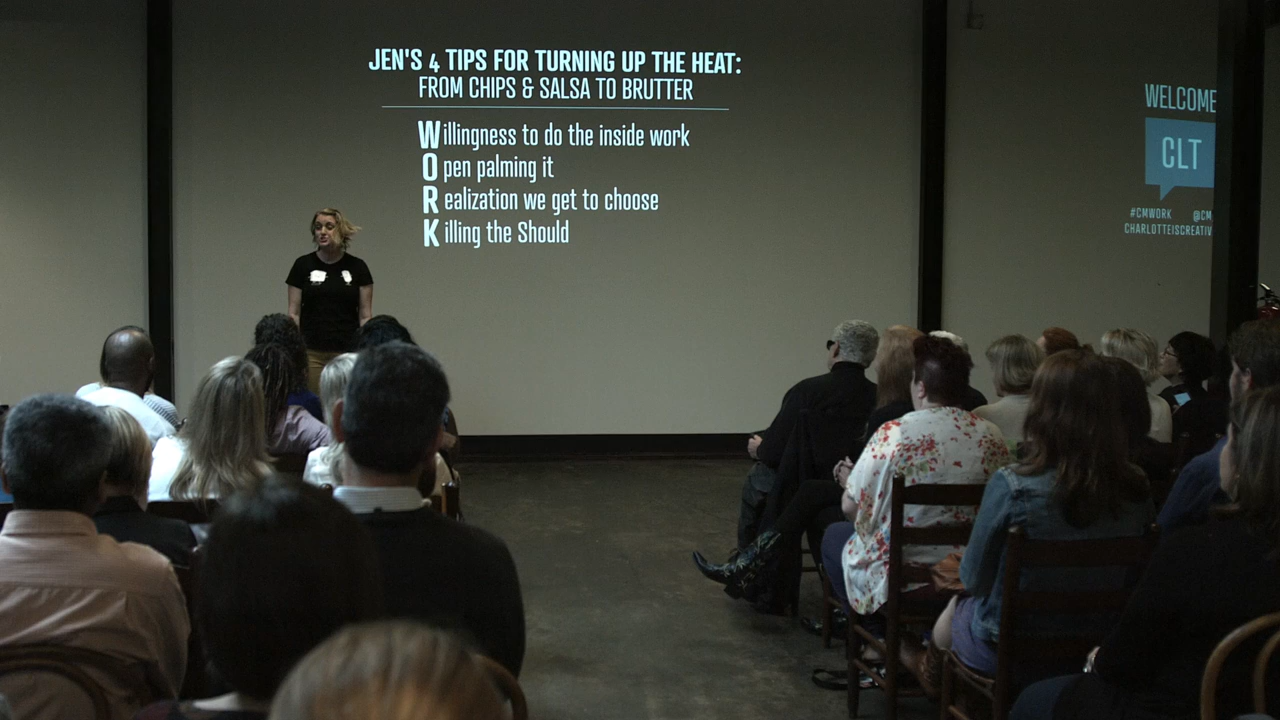 JEN'S 4 TIPS FOR TURNING UP THE HEAT:
FROM CHIPS & SALSA TO BRUTTER
Willingness to do the inside work
Open palming it
Realization we get to choose
Killing the Should
WELCOME
CLT
#CMWORK @CM
CHARLOTTEISCREATIV